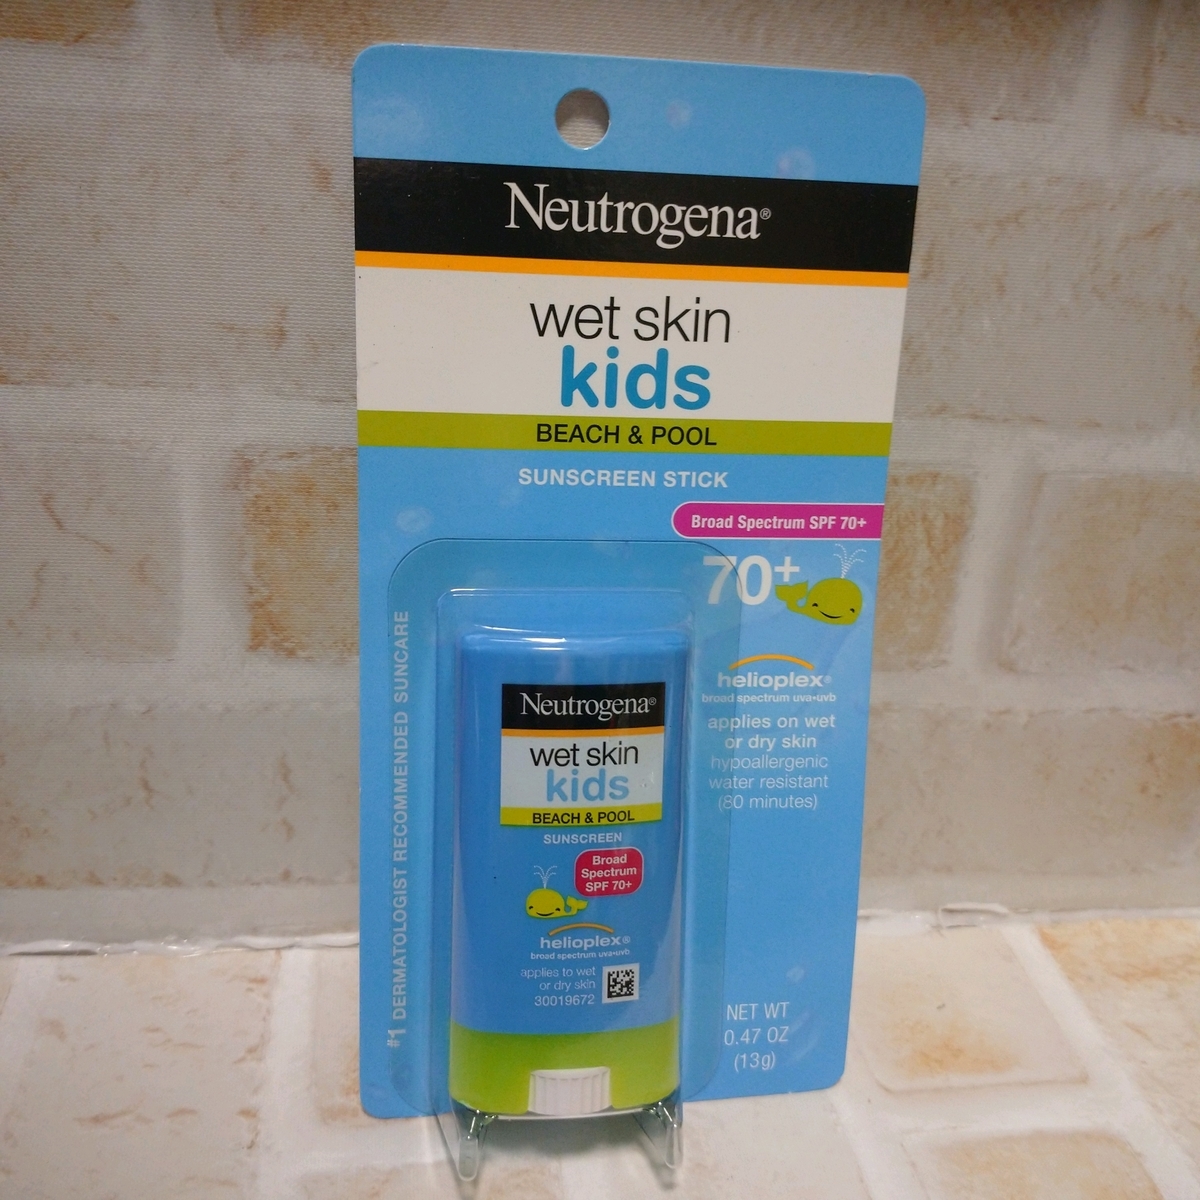 Neutrogena®
wet skin
kids
BEACH & POOL
SUNSCREEN STICK
Broad Spectrum SPF 70+
70+
helioplex®
broad spectrum uva•uvb
applies on wet
or dry skin
hypoallergenic
water resistant
(80 minutes)
#1 DERMATOLOGIST RECOMMENDED SUNCARE
Neutrogena®
wet skin
kids
BEACH & POOL
SUNSCREEN
Broad
Spectrum
SPF 70+
helioplex®
broad spectrum uva•uvb
applies to wet
or dry skin
30019672
NET WT
0.47 OZ
(13g)